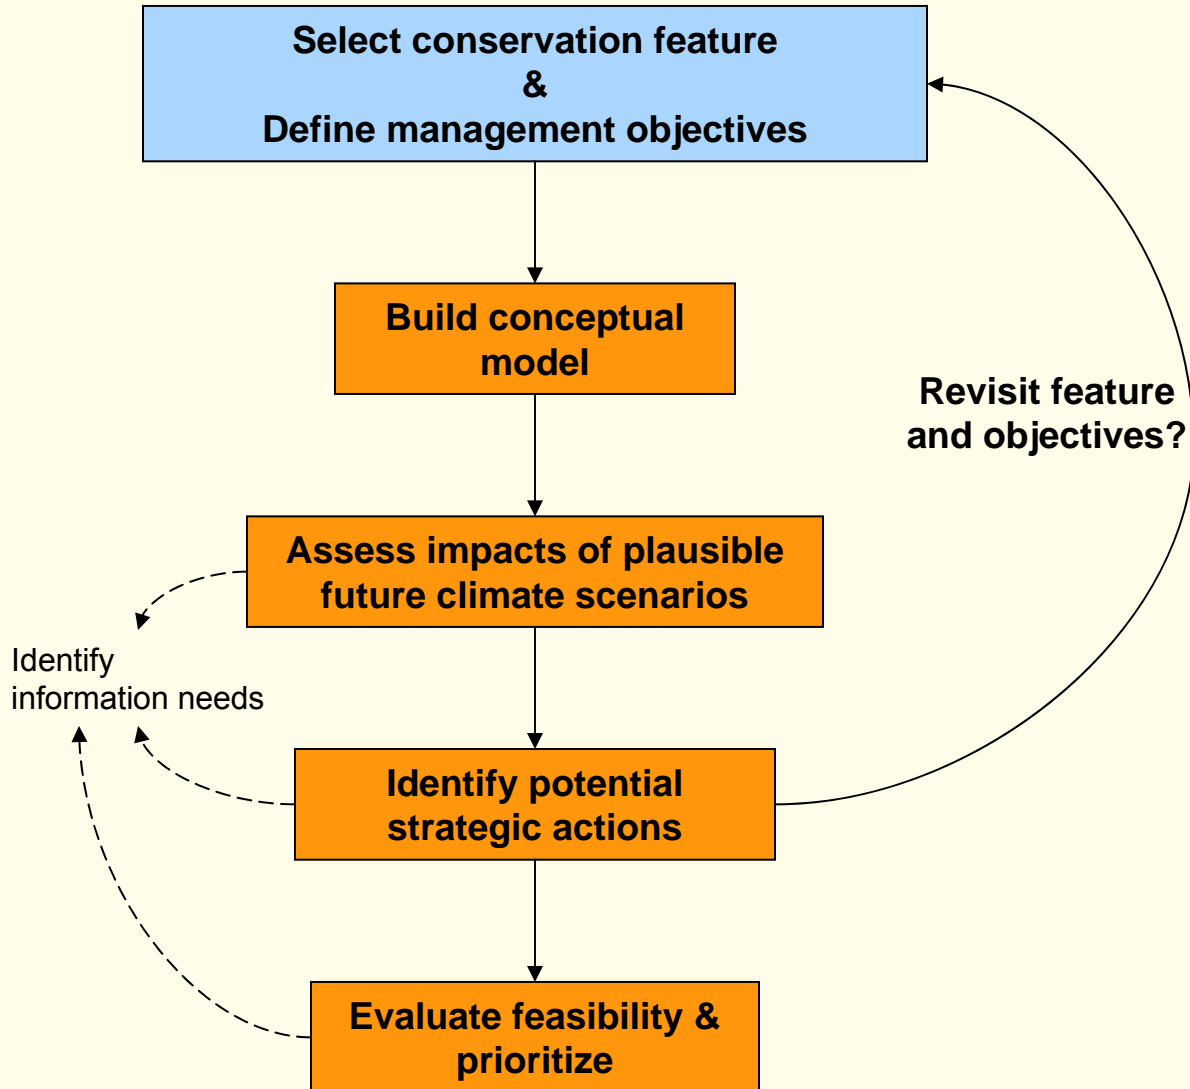 Select conservation feature
&
Define management objectives
Build conceptual
model
Revisit feature
and objectives?
Assess impacts of plausible
future climate scenarios
Identify
information needs
Identify potential
strategic actions
Evaluate feasibility &
prioritize